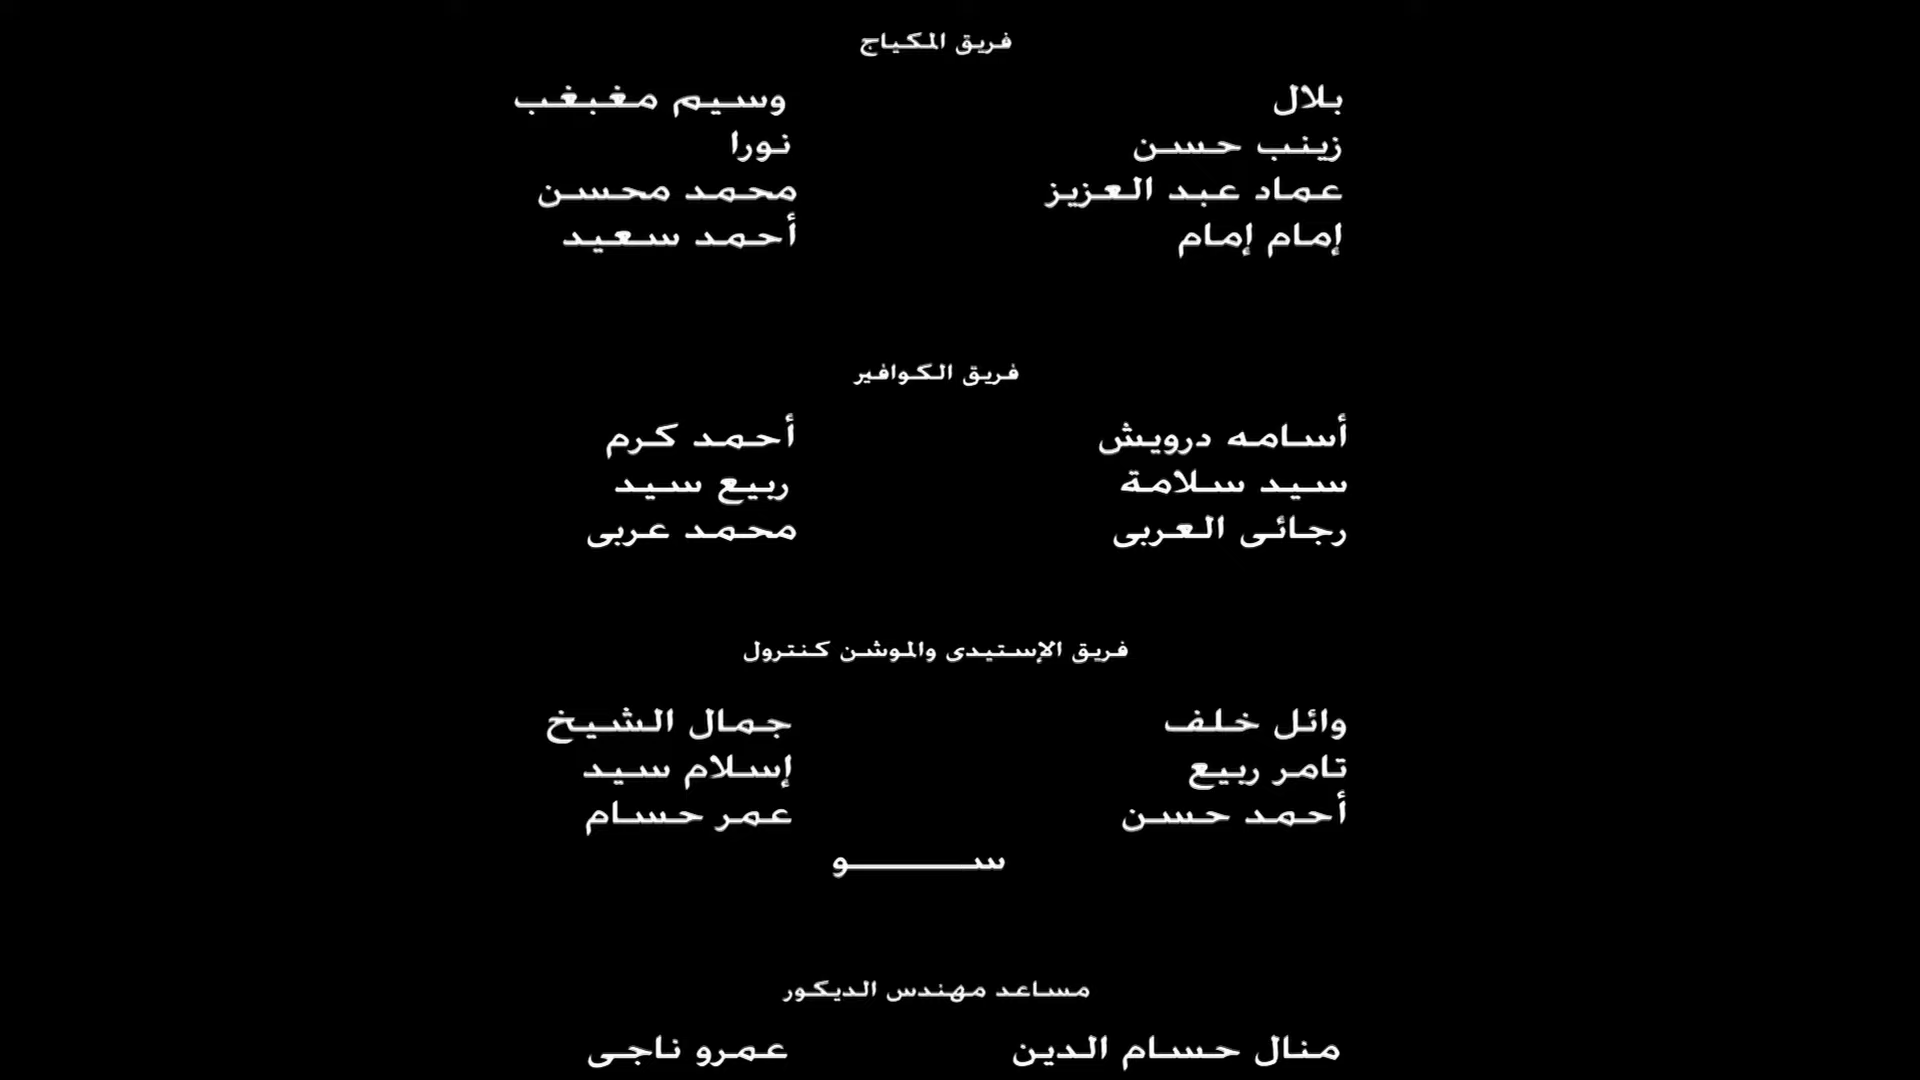 فريق المكياج
بلال وسيم مغبغب
زينب حسن نورا
عماد عبد العزيز محمد محسن
إمام إمام أحمد سعيد
فريق الكوافير
أسامه درويش أحمد كرم
سيد سلامة ربيع سيد
رجائى العربى محمد عربى
فريق الإستيدى والموشن كنترول
وائل خلف جمال الشيخ
تامر ربيع إسلام سيد
أحمد حسن عمر حسام
ســـــــــو
مساعد مهندس الديكور
منال حسام الدين عمرو ناجى